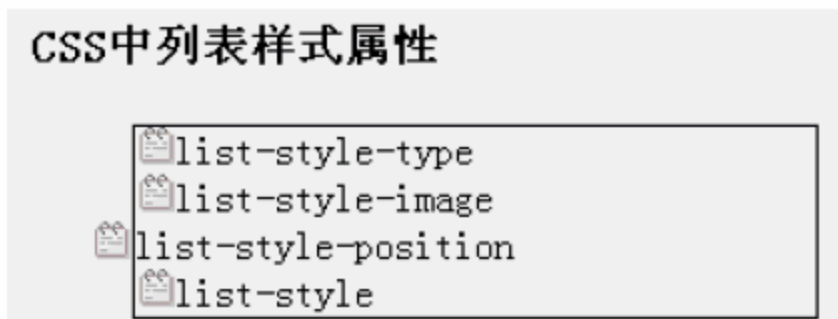 CSS中列表样式属性
list-style-type
list-style-image
list-style-position
list-style